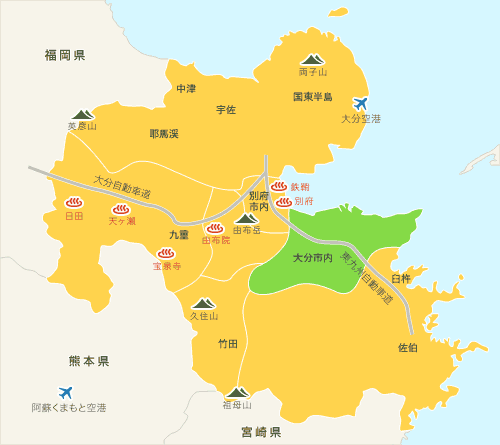 福岡県
両子山
中津
国東半島
宇佐
英彦山
大分空港
耶馬渓
大分自動車道
鉄鍋
別府
市内
別府
日田
天ヶ瀬
九重
由布院
由布岳
宝泉寺
大分市内
東九州自動車道
臼杵
久住山
竹田
佐伯
熊本県
祖母山
阿蘇くまもと空港
宮崎県